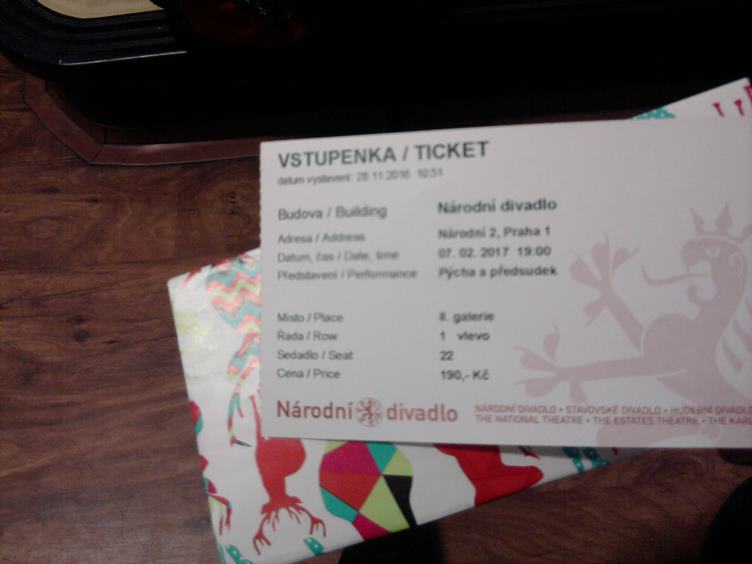 VSTUPENKA / TICKET
datum vystavení: 28.11.2016 10:51
Budova / Building Národní divadlo
Adresa / Address Národní 2, Praha 1
Datum, čas / Date, time 07. 02. 2017 19:00
Představení / Performance Pýcha a předsudek
Místo / Place II. galerie
Řada / Row 1 vlevo
Sedadlo / Seat 22
Cena / Price 190,- Kč
Národní divadlo
NÁRODNÍ DIVADLO • STAVOVSKÉ DIVADLO • HUDEBNÍ DIVADLO
THE NATIONAL THEATRE • THE ESTATES THEATRE • THE